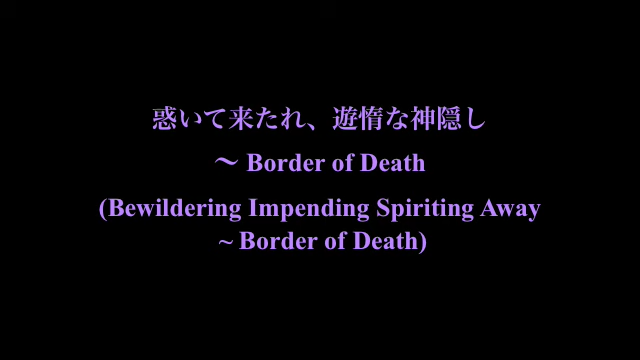 惑いて来たれ、遊惰な神隠し
～ Border of Death
(Bewildering Impending Spiriting Away
~ Border of Death)